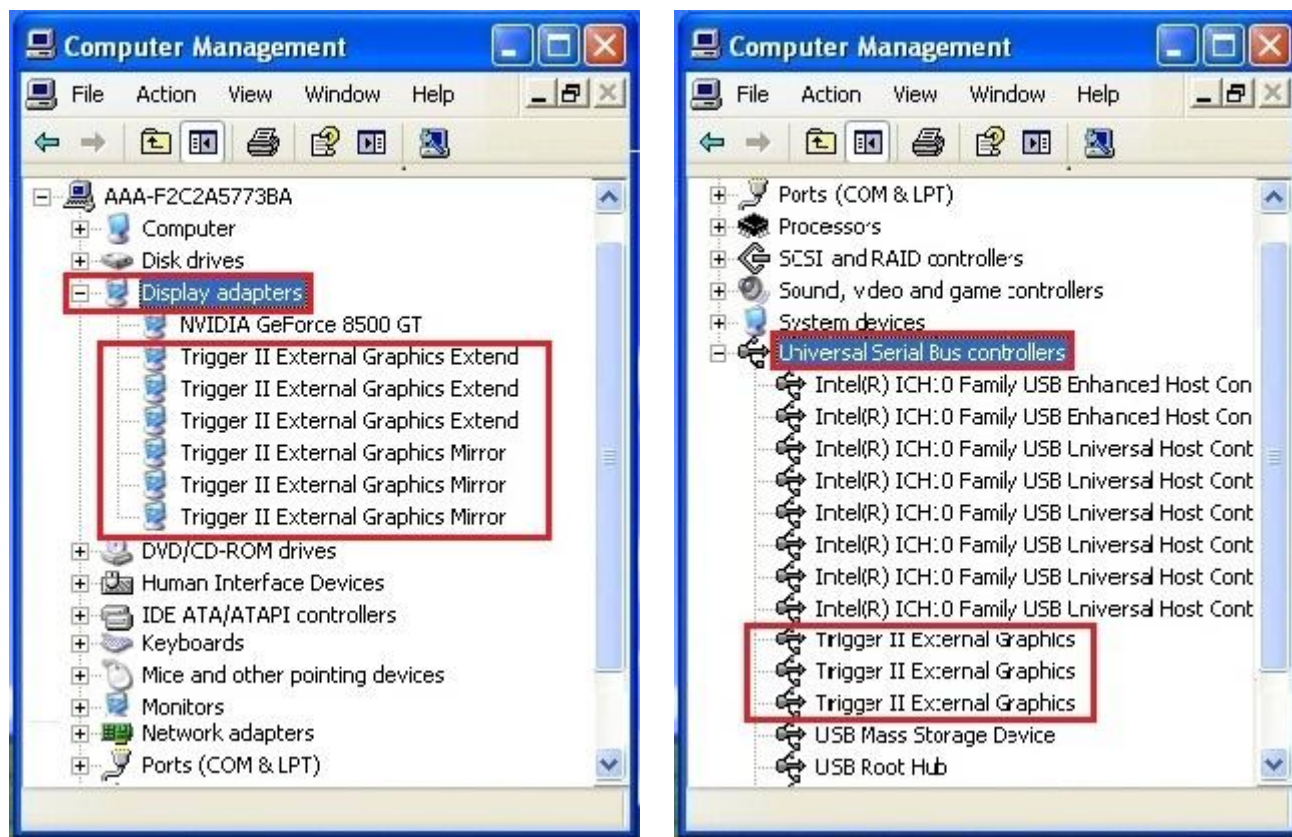 Computer Management
File Action View Window Help
AAA-F2C2A5773BA
Computer
Disk drives
Display adapters
NVIDIA GeForce 8500 GT
Trigger II External Graphics Extend
Trigger II External Graphics Extend
Trigger II External Graphics Extend
Trigger II External Graphics Mirror
Trigger II External Graphics Mirror
Trigger II External Graphics Mirror
DVD/CD-ROM drives
Human Interface Devices
IDE ATA/ATAPI controllers
Keyboards
Mice and other pointing devices
Monitors
Network adapters
Ports (COM & LPT)
Computer Management
File Action View Window Help
Ports (COM & LPT)
Processors
SCSI and RAID controllers
Sound, video and game controllers
System devices
Universal Serial Bus controllers
Intel(R) ICH10 Family USB Enhanced Host Con
Intel(R) ICH10 Family USB Enhanced Host Con
Intel(R) ICH10 Family USB Universal Host Cont
Intel(R) ICH10 Family USB Universal Host Cont
Intel(R) ICH10 Family USB Universal Host Cont
Intel(R) ICH10 Family USB Universal Host Cont
Intel(R) ICH10 Family USB Universal Host Cont
Intel(R) ICH10 Family USB Universal Host Cont
Trigger II External Graphics
Trigger II External Graphics
Trigger II External Graphics
USB Mass Storage Device
USB Root Hub